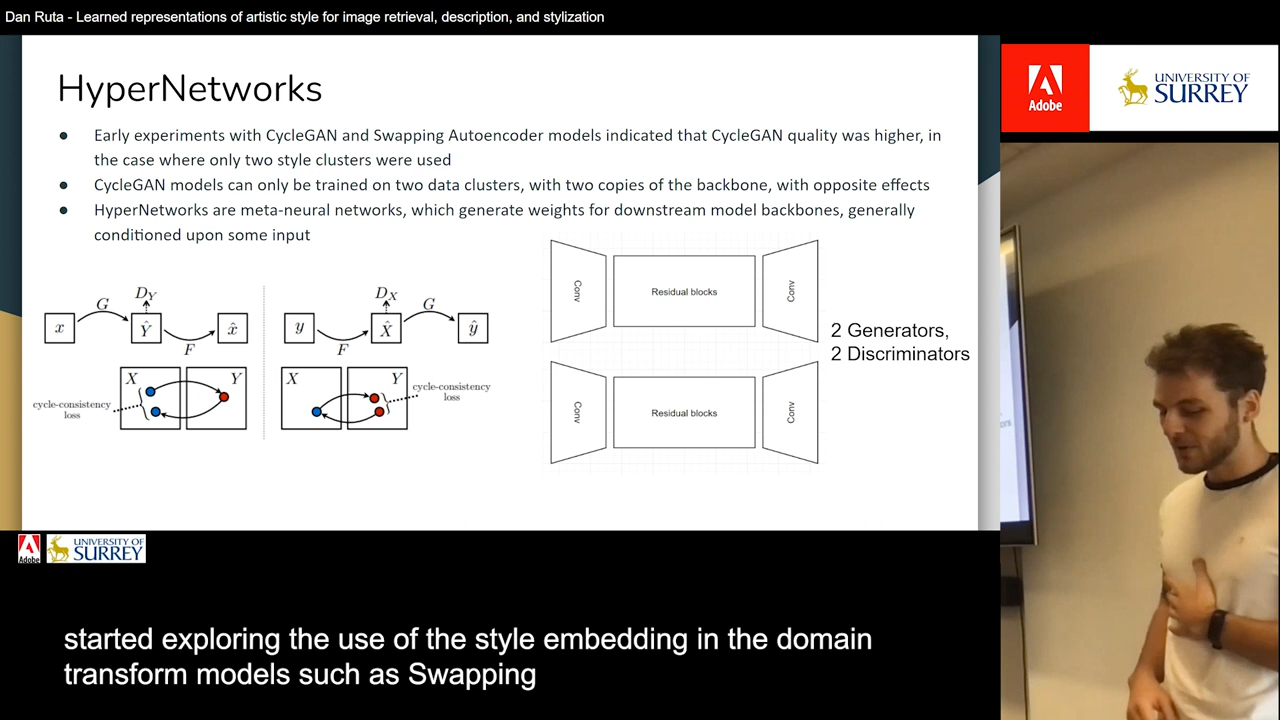 Dan Ruta - Learned representations of artistic style for image retrieval, description, and stylization
HyperNetworks
● Early experiments with CycleGAN and Swapping Autoencoder models indicated that CycleGAN quality was higher, in
the case where only two style clusters were used
● CycleGAN models can only be trained on two data clusters, with two copies of the backbone, with opposite effects
● HyperNetworks are meta-neural networks, which generate weights for downstream model backbones, generally
conditioned upon some input
x G D_Y Ŷ F x̂
y F D_X X̂ G ŷ
X Y
cycle-consistency
loss
X Y
cycle-consistency
loss
Conv Residual blocks Conv
Conv Residual blocks Conv
2 Generators,
2 Discriminators
Adobe
UNIVERSITY OF
SURREY
Adobe
UNIVERSITY OF
SURREY
started exploring the use of the style embedding in the domain
transform models such as Swapping